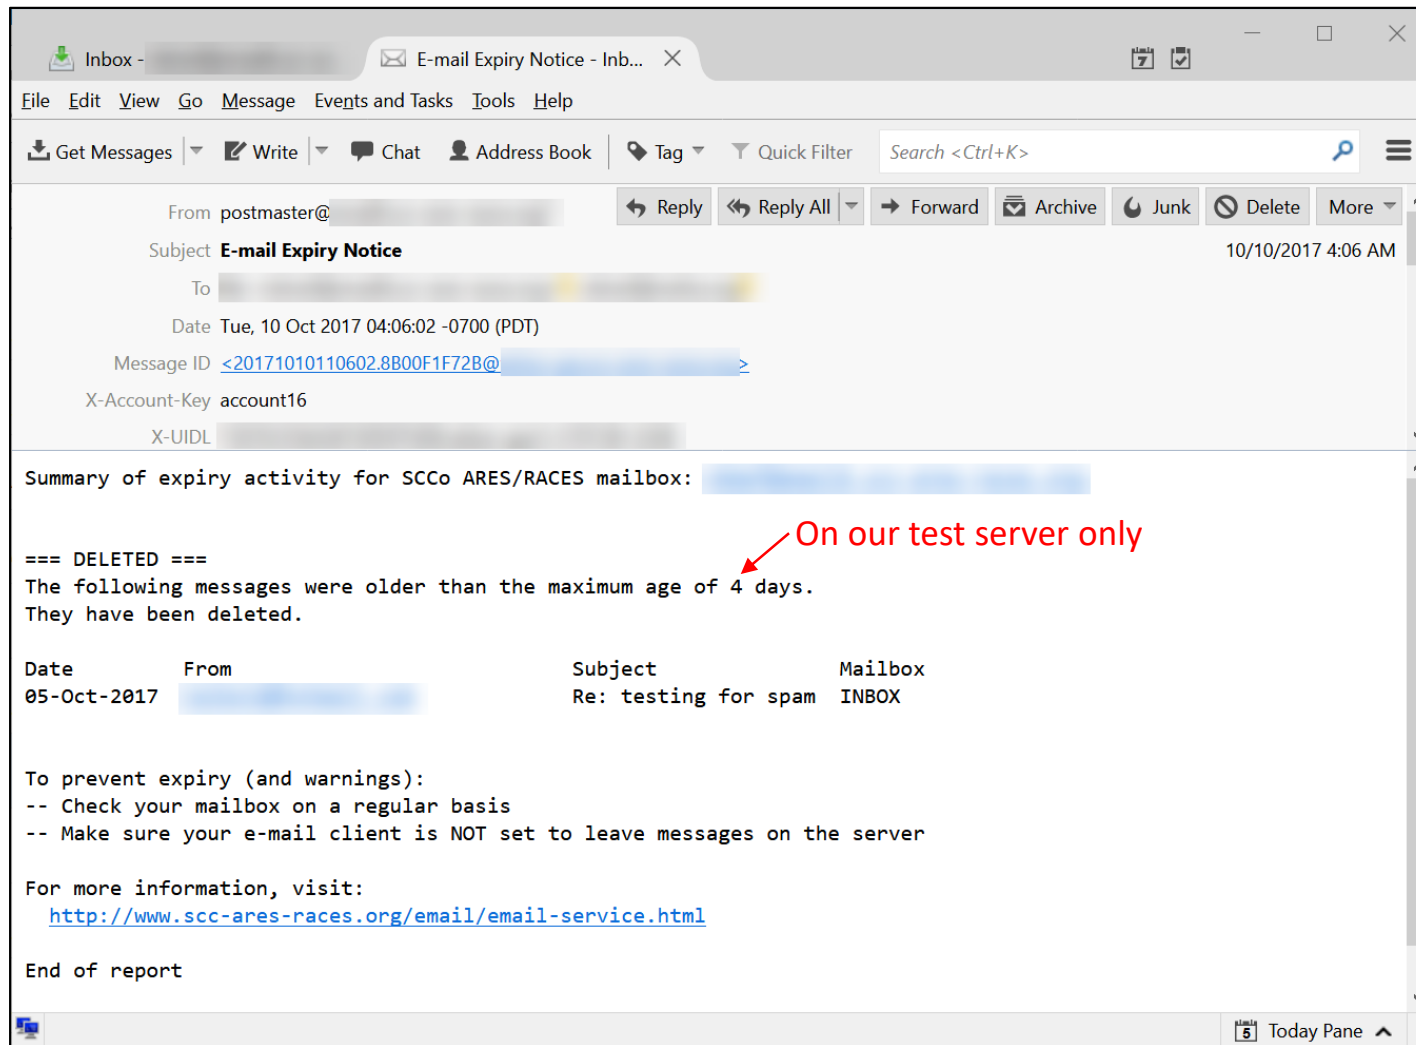 Inbox -
E-mail Expiry Notice - Inb...
7
File Edit View Go Message Events and Tasks Tools Help
Get Messages Write Chat Address Book Tag Quick Filter Search <Ctrl+K>
From postmaster@ Reply Reply All Forward Archive Junk Delete More
Subject E-mail Expiry Notice 10/10/2017 4:06 AM
To
Date Tue, 10 Oct 2017 04:06:02 -0700 (PDT)
Message ID <20171010110602.8B00F1F72B@ >
X-Account-Key account16
X-UIDL
Summary of expiry activity for SCCo ARES/RACES mailbox:
On our test server only
=== DELETED ===
The following messages were older than the maximum age of 4 days.
They have been deleted.
Date From Subject Mailbox
05-Oct-2017 Re: testing for spam INBOX
To prevent expiry (and warnings):
-- Check your mailbox on a regular basis
-- Make sure your e-mail client is NOT set to leave messages on the server
For more information, visit:
http://www.scc-ares-races.org/email/email-service.html
End of report
5 Today Pane